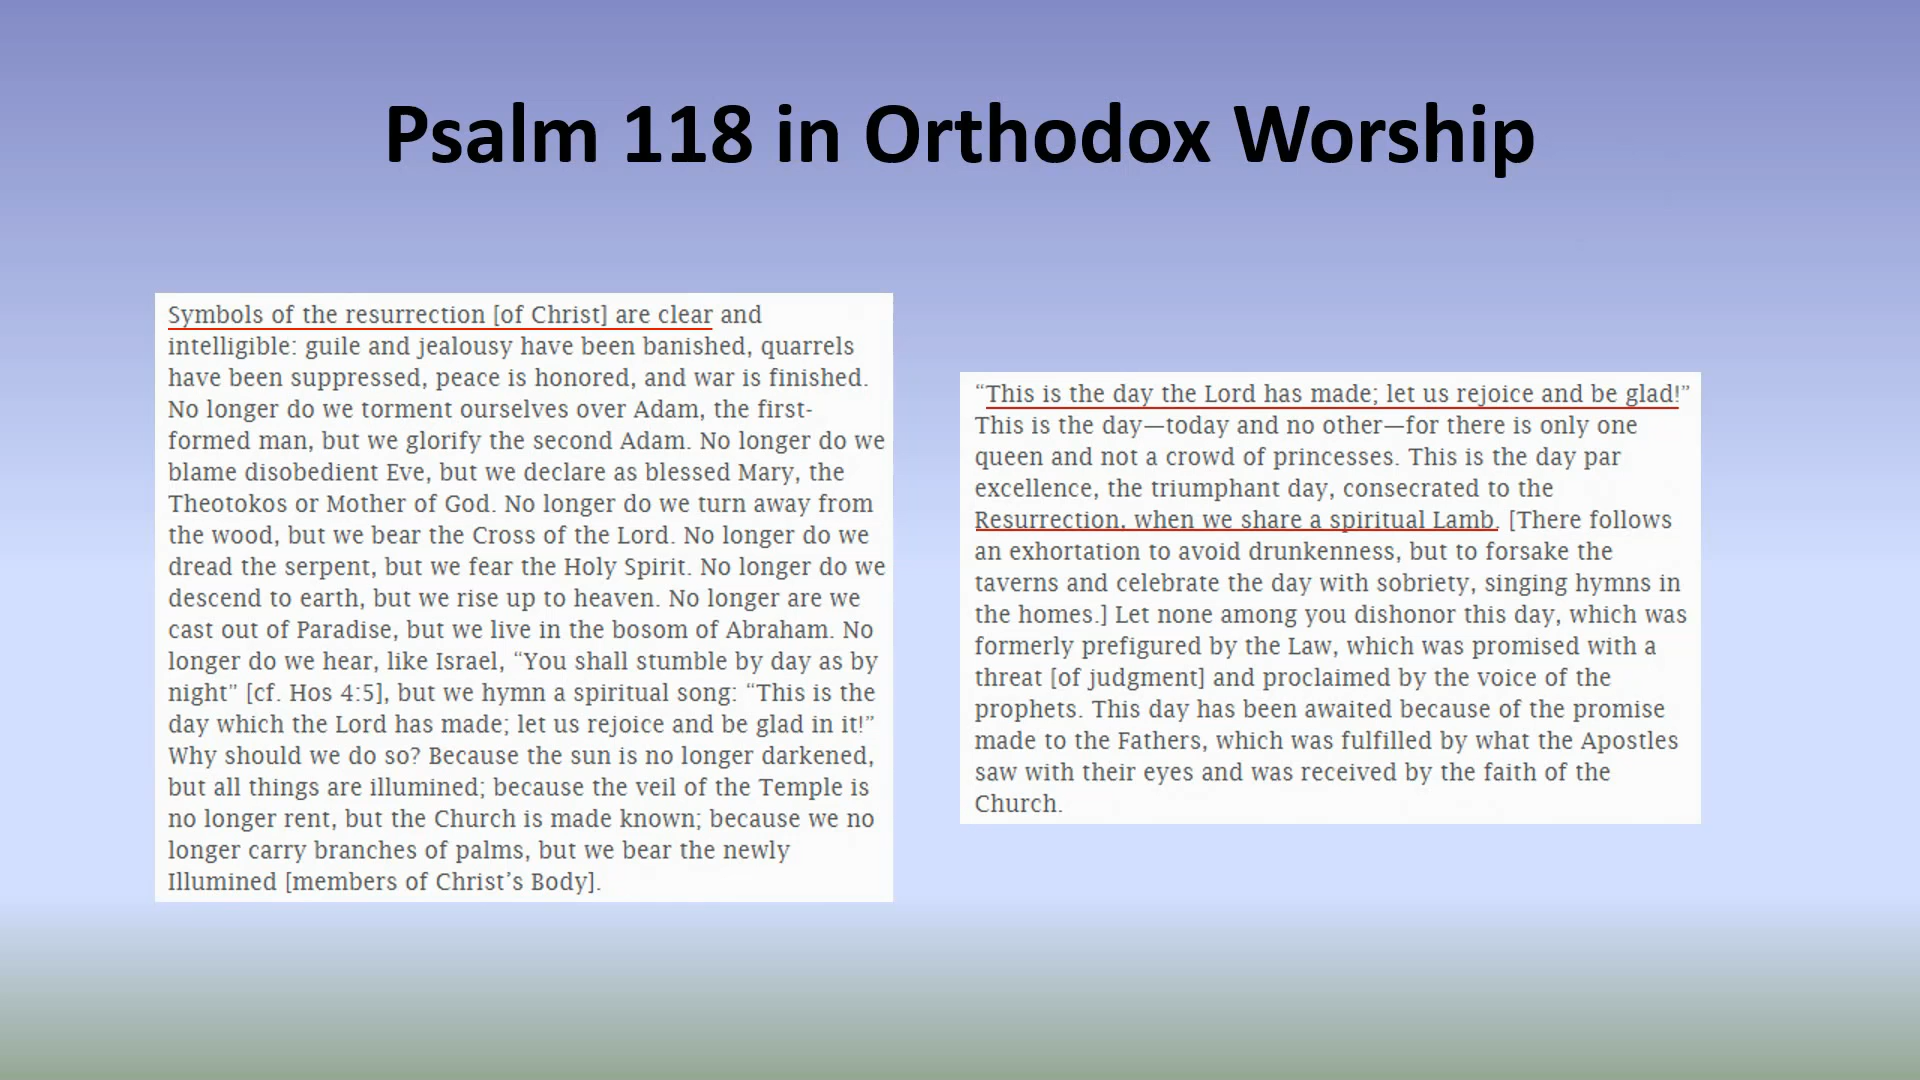 Psalm 118 in Orthodox Worship
Symbols of the resurrection [of Christ] are clear and
intelligible: guile and jealousy have been banished, quarrels
have been suppressed, peace is honored, and war is finished.
No longer do we torment ourselves over Adam, the first-
formed man, but we glorify the second Adam. No longer do we
blame disobedient Eve, but we declare as blessed Mary, the
Theotokos or Mother of God. No longer do we turn away from
the wood, but we bear the Cross of the Lord. No longer do we
dread the serpent, but we fear the Holy Spirit. No longer do we
descend to earth, but we rise up to heaven. No longer are we
cast out of Paradise, but we live in the bosom of Abraham. No
longer do we hear, like Israel, “You shall stumble by day as by
night" [cf. Hos 4:5], but we hymn a spiritual song: “This is the
day which the Lord has made; let us rejoice and be glad in it!”
Why should we do so? Because the sun is no longer darkened,
but all things are illumined; because the veil of the Temple is
no longer rent, but the Church is made known; because we no
longer carry branches of palms, but we bear the newly
Illumined [members of Christ’s Body].
“This is the day the Lord has made; let us rejoice and be glad!”
This is the day—today and no other—for there is only one
queen and not a crowd of princesses. This is the day par
excellence, the triumphant day, consecrated to the
Resurrection, when we share a spiritual Lamb. [There follows
an exhortation to avoid drunkenness, but to forsake the
taverns and celebrate the day with sobriety, singing hymns in
the homes.] Let none among you dishonor this day, which was
formerly prefigured by the Law, which was promised with a
threat [of judgment] and proclaimed by the voice of the
prophets. This day has been awaited because of the promise
made to the Fathers, which was fulfilled by what the Apostles
saw with their eyes and was received by the faith of the
Church.